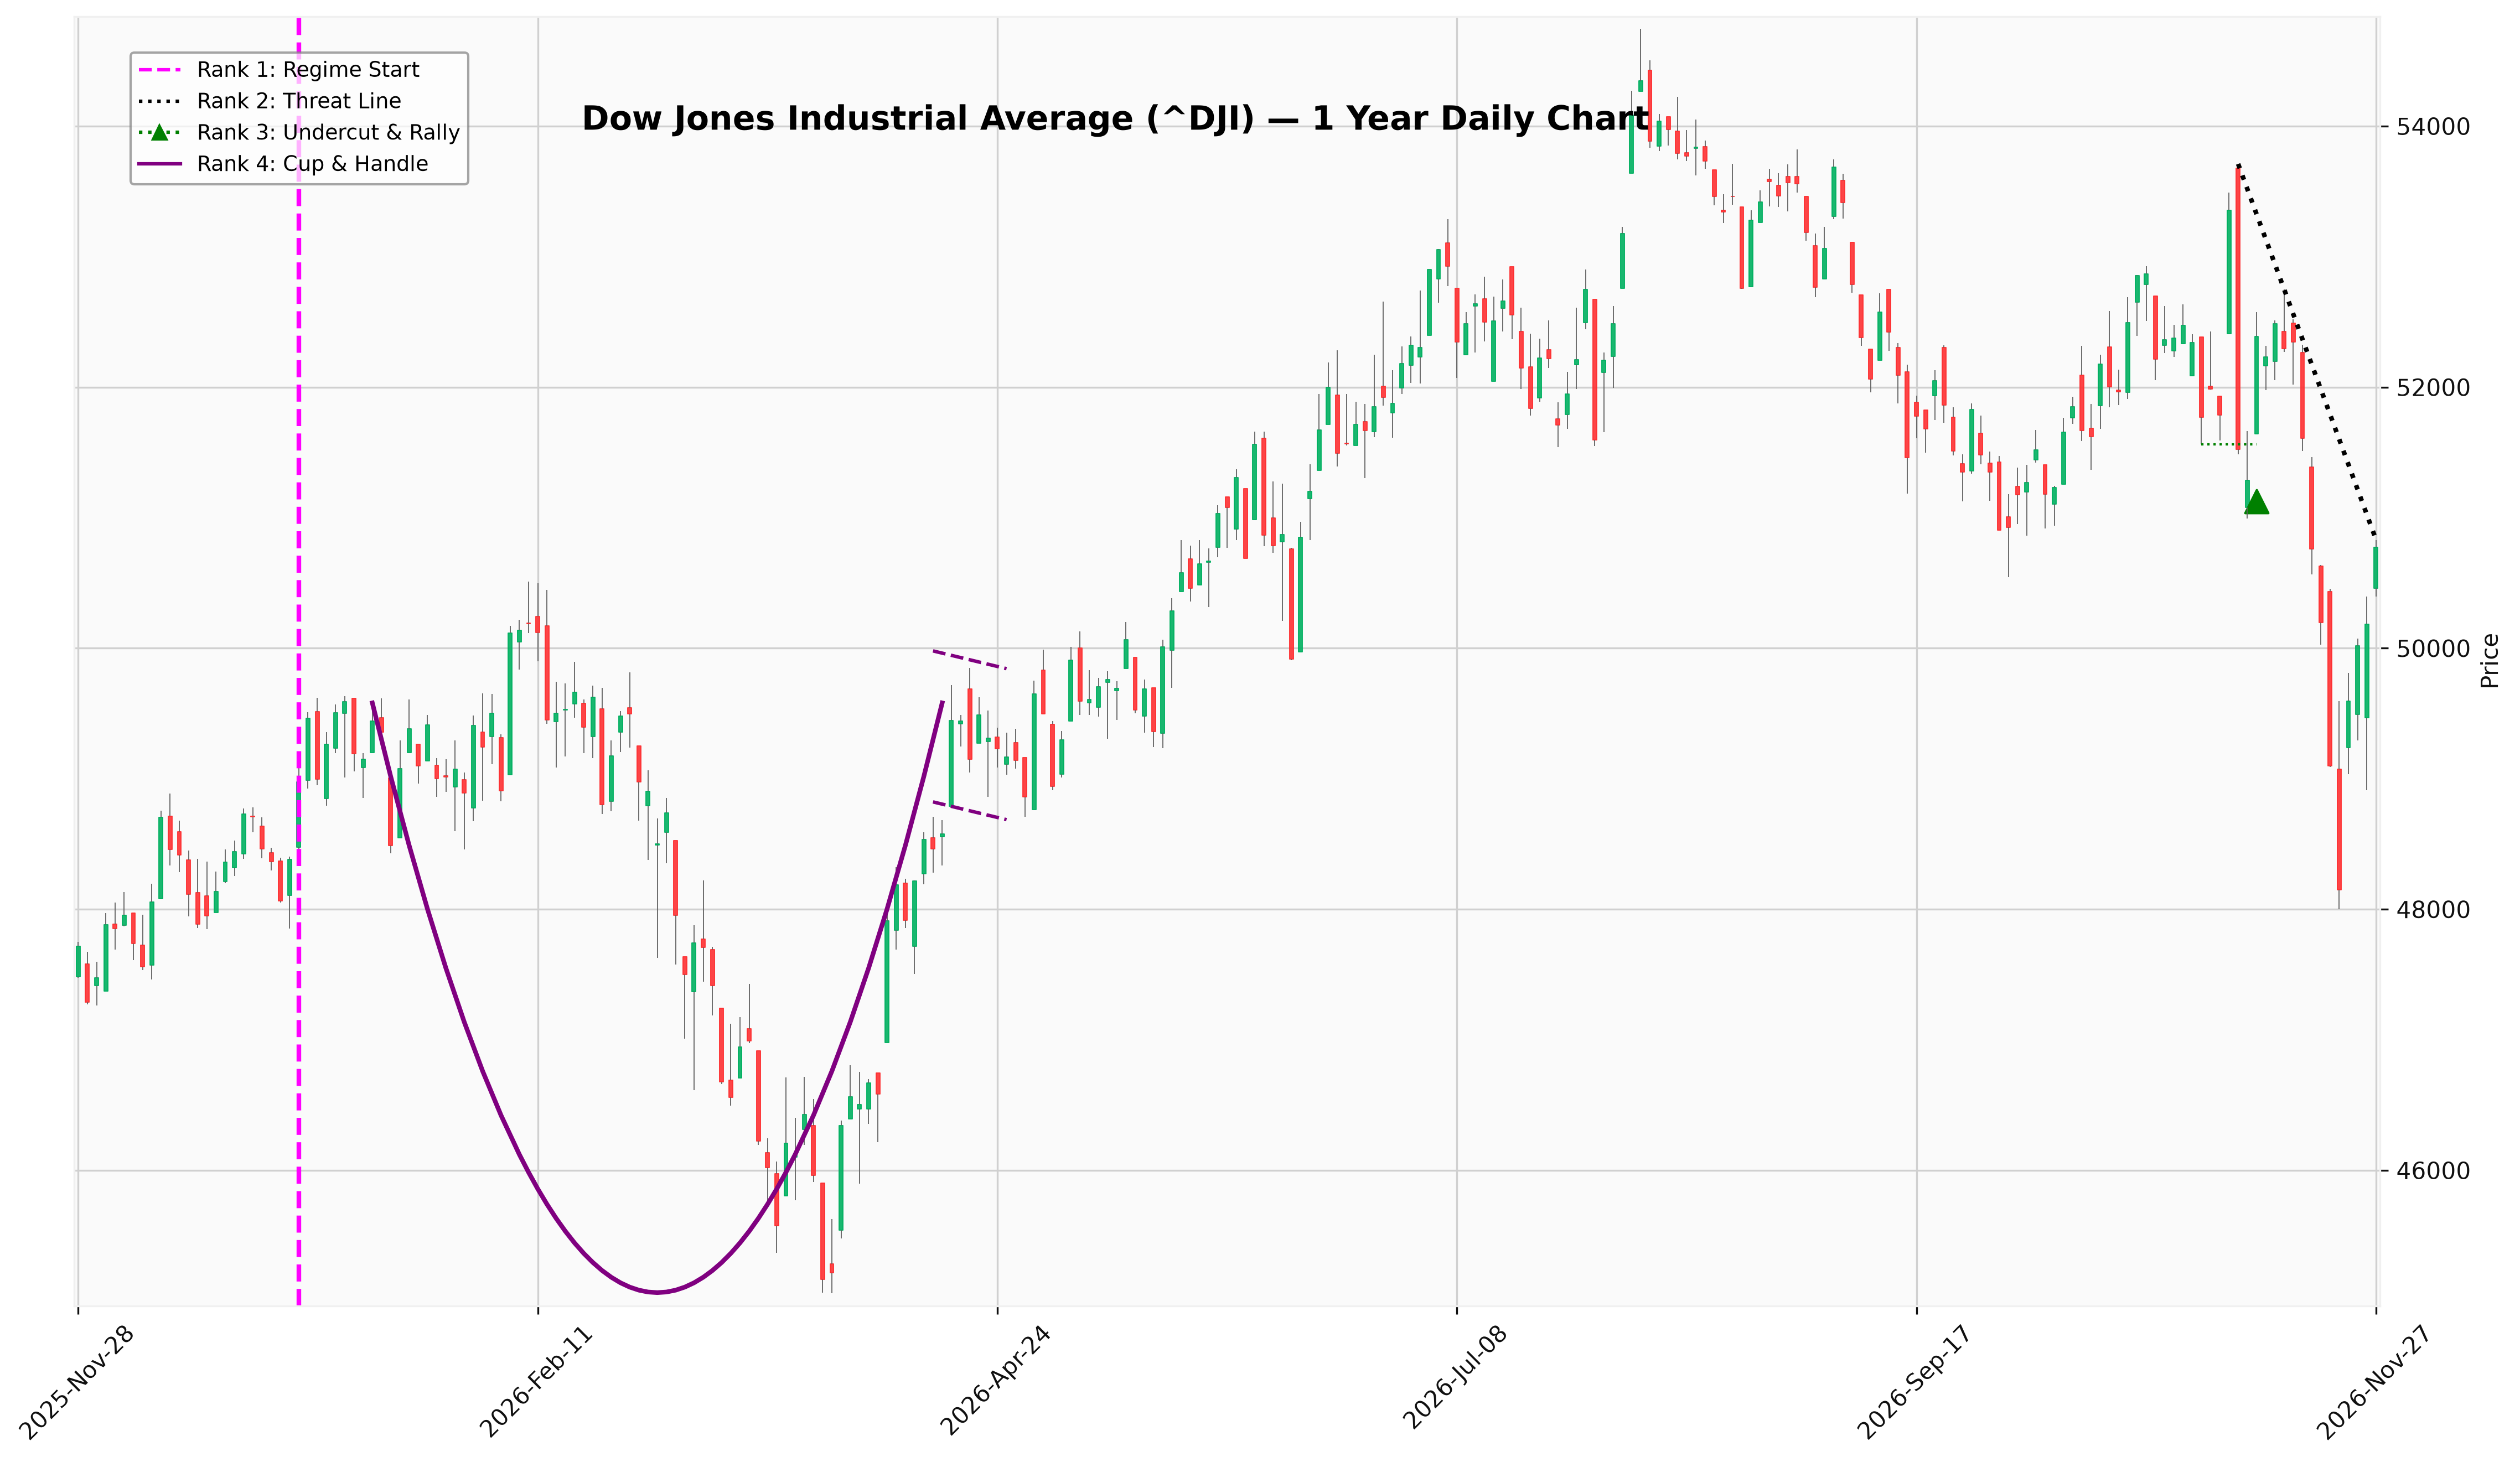 Rank 1: Regime Start
Rank 2: Threat Line
Rank 3: Undercut & Rally
Rank 4: Cup & Handle
Dow Jones Industrial Average (^DJI) — 1 Year Daily Chart
54000
52000
50000
48000
46000
Price
2025-Nov-28
2026-Feb-11
2026-Apr-24
2026-Jul-08
2026-Sep-17
2026-Nov-27